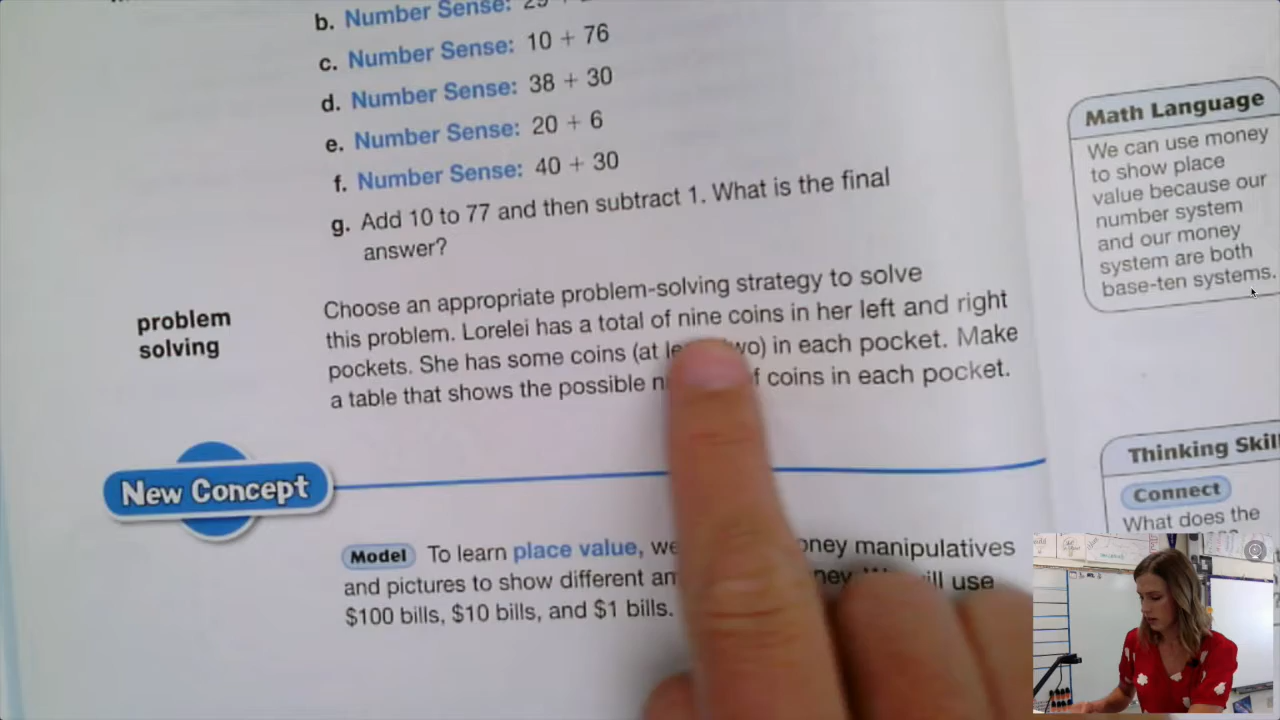 b. Number Sense:
c. Number Sense: 10 + 76
d. Number Sense: 38 + 30
e. Number Sense: 20 + 6
f. Number Sense: 40 + 30
g. Add 10 to 77 and then subtract 1. What is the final
answer?
problem
solving
Choose an appropriate problem-solving strategy to solve
this problem. Lorelei has a total of nine coins in her left and right
pockets. She has some coins (at two) in each pocket. Make
a table that shows the possible of coins in each pocket.
New Concept
Model To learn place value, we money manipulatives
and pictures to show different will use
$100 bills, $10 bills, and $1 bills.
Math Language
We can use money
to show place
value because our
number system
and our money
system are both
base-ten systems.
Thinking Skill
Connect
What does the